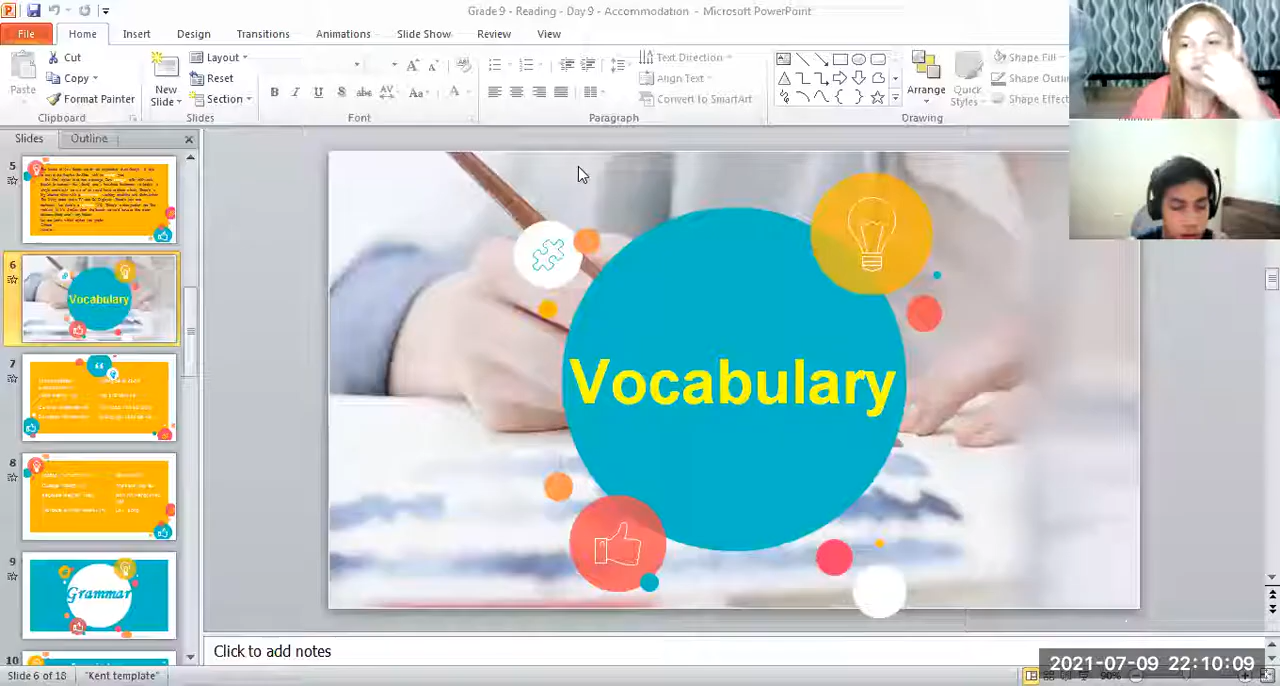 Grade 9 - Reading - Day 9 - Accommodation - Microsoft PowerPoint
File Home Insert Design Transitions Animations Slide Show Review View
Paste
Cut
Copy
Format Painter
Clipboard
New Slide
Layout
Reset
Section
Slides
Font
Text Direction
Align Text
Convert to SmartArt
Paragraph
Arrange
Quick Styles
Shape Fill
Shape Outli
Shape Effect
Drawing
Slides Outline
5
6
Vocabulary
7
8
9
Grammar
10
Vocabulary
Click to add notes
Slide 6 of 18 "Kent template" 90%
2021-07-09 22:10:09